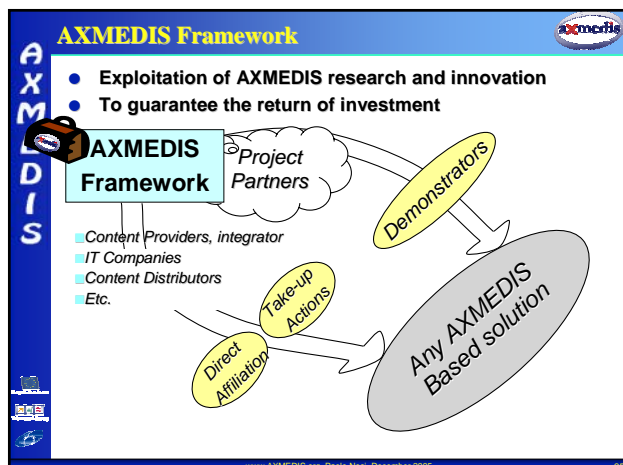 AXMEDIS Framework
axmedis
AXMEDIS
Exploitation of AXMEDIS research and innovation
To guarantee the return of investment
AXMEDIS
Framework
Project
Partners
Demonstrators
Content Providers, integrator
IT Companies
Content Distributors
Etc.
Take-up
Actions
Direct
Affiliation
Any AXMEDIS
Based solution